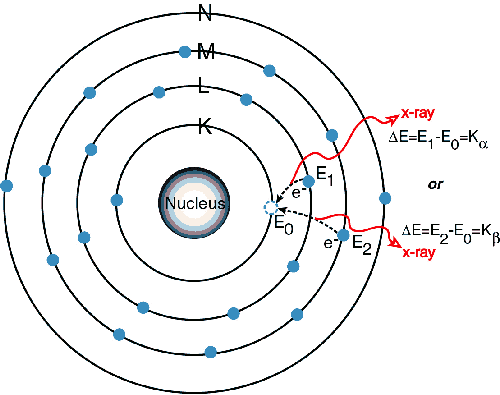 N
M
L
K
Nucleus
x-ray
ΔE=E₁-E₀=Kα
E₁
e⁻
or
E₀
ΔE=E₂-E₀=Kβ
e⁻
E₂
x-ray